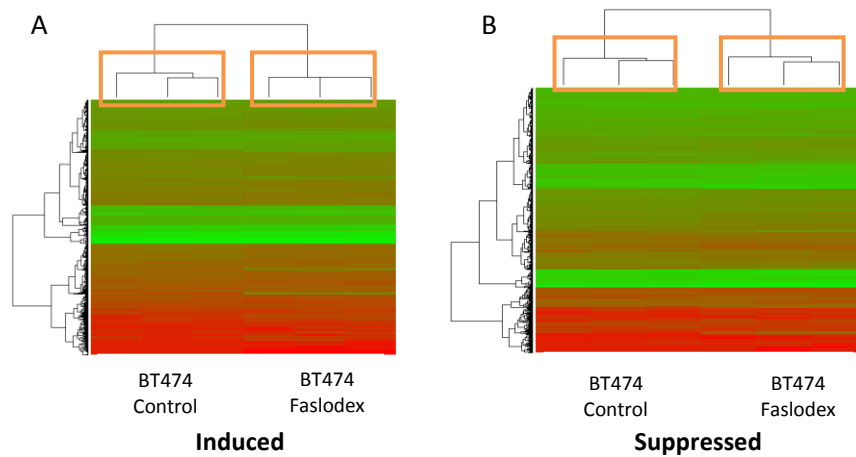 A
BT474
Control
BT474
Faslodex
Induced
B
BT474
Control
BT474
Faslodex
Suppressed